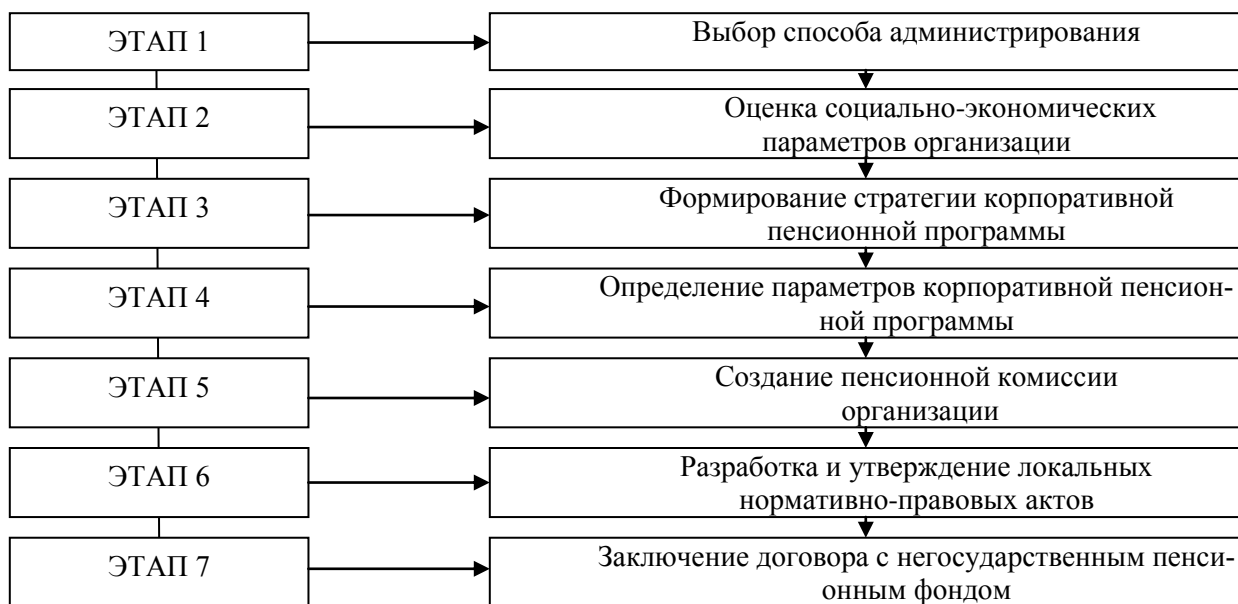 ЭТАП 1
Выбор способа администрирования
ЭТАП 2
Оценка социально-экономических
параметров организации
ЭТАП 3
Формирование стратегии корпоративной
пенсионной программы
ЭТАП 4
Определение параметров корпоративной пенсион-
ной программы
ЭТАП 5
Создание пенсионной комиссии
организации
ЭТАП 6
Разработка и утверждение локальных
нормативно-правовых актов
ЭТАП 7
Заключение договора с негосударственным пенси-
онным фондом